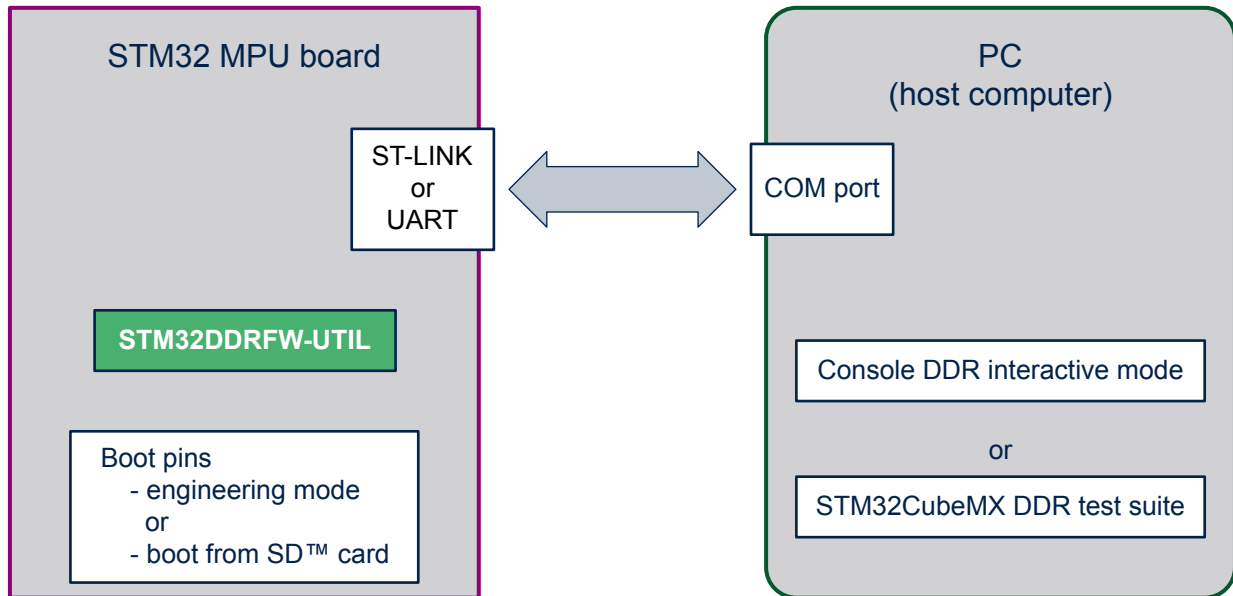 STM32 MPU board
ST-LINK
or
UART
STM32DDRFW-UTIL
Boot pins
- engineering mode
or
- boot from SD™ card
PC
(host computer)
COM port
Console DDR interactive mode
or
STM32CubeMX DDR test suite